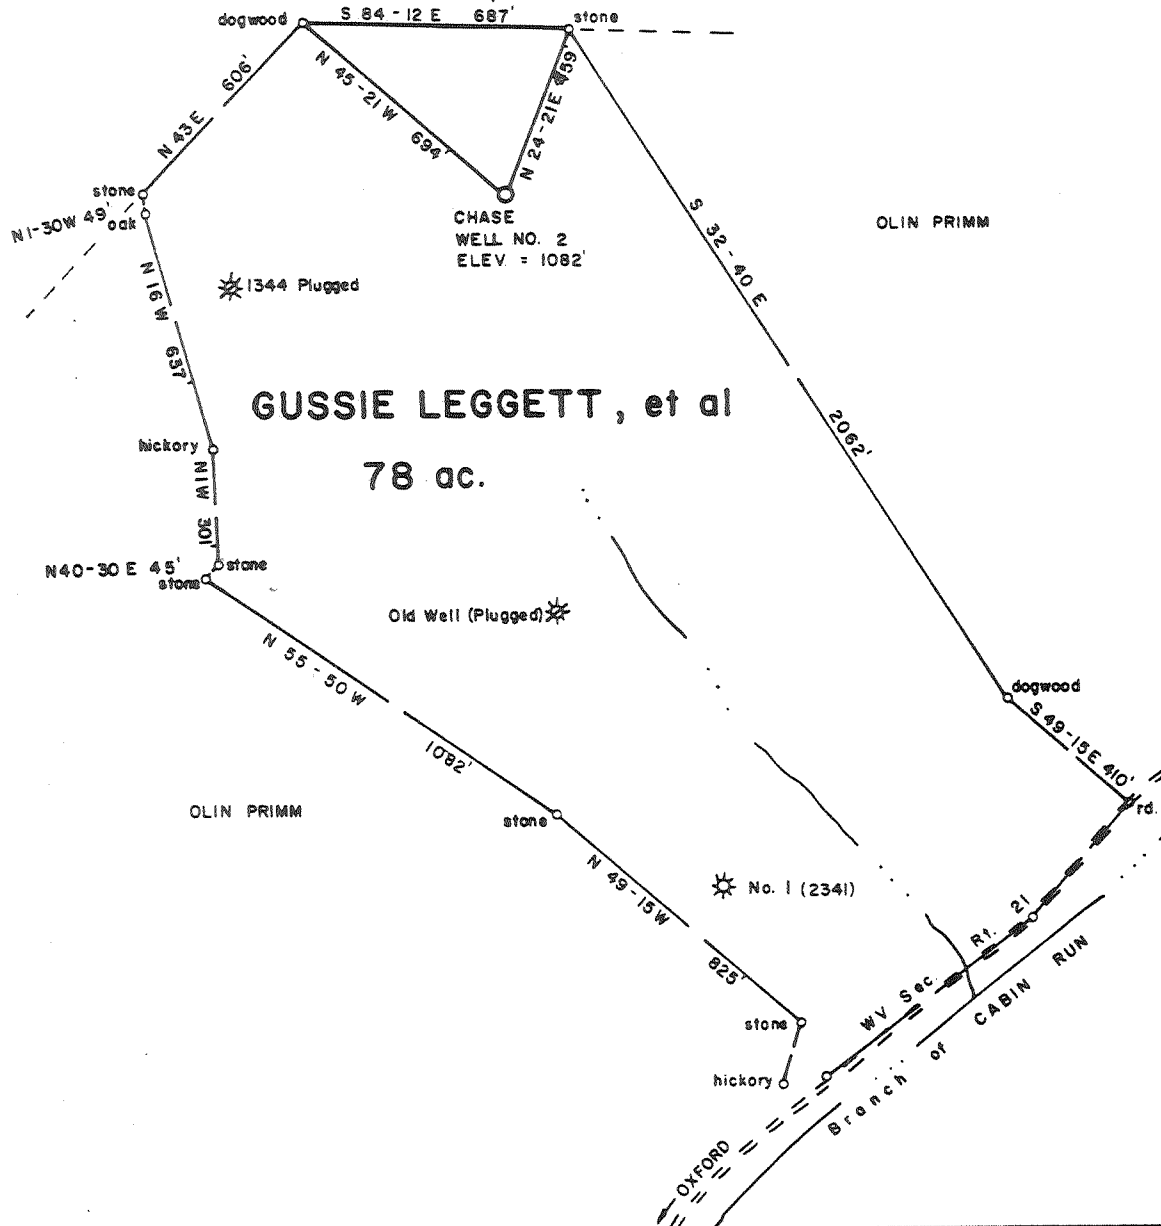 dogwood
S 84-12 E 687'
stone
N 43 E 606'
N 45-21 W 694'
N 24-21 E 459'
stone
N 1-30 W 49'
oak
CHASE
WELL NO. 2
ELEV. = 1082'
OLIN PRIMM
S 32-40 E 2062'
1344 Plugged
N 16 W 637'
GUSSIE LEGGETT, et al
78 ac.
hickory
N 1 W 301'
N 40-30 E 45'
stone
stone
Old Well (Plugged)
N 55-50 W 1082'
dogwood
S 49-15 E 410'
rd.
OLIN PRIMM
stone
N 49-15 W 825'
No. 1 (2341)
WV Sec. Rt. 21
Branch of CABIN RUN
stone
hickory
OXFORD